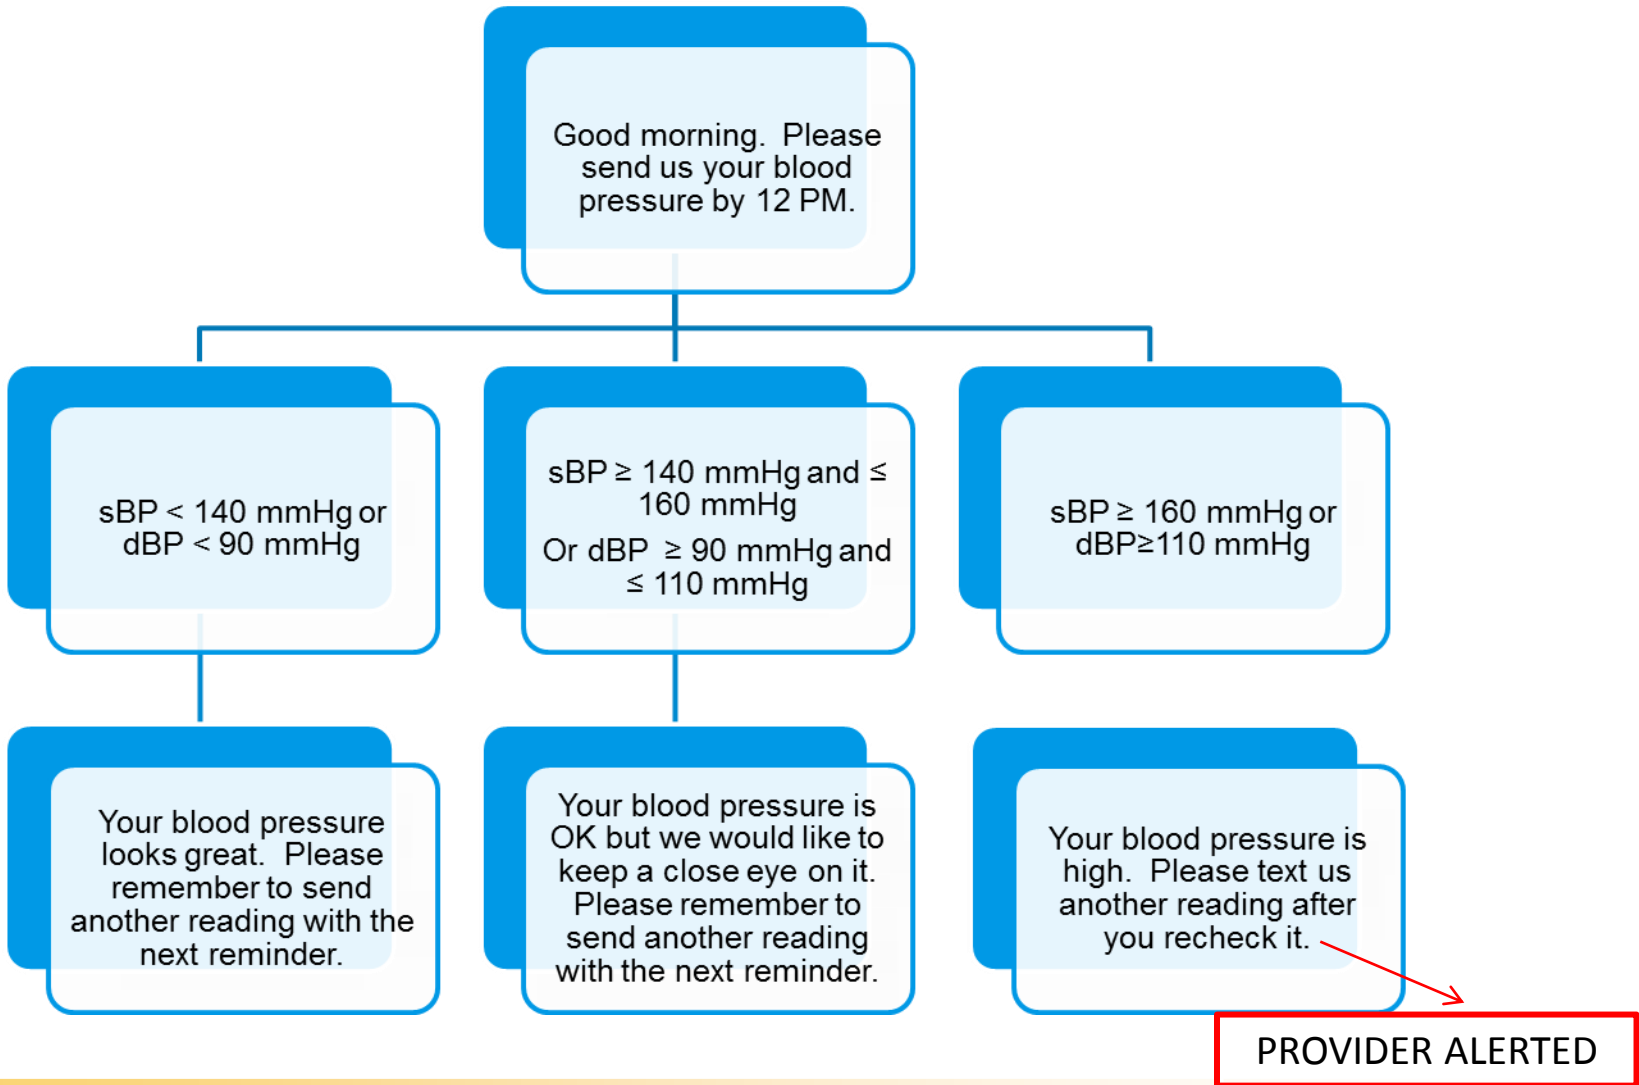 Good morning.  Please
send us your blood
pressure by 12 PM.
sBP < 140 mmHg or
dBP < 90 mmHg
sBP ≥ 140 mmHg and ≤
160 mmHg
Or dBP  ≥ 90 mmHg and
≤ 110 mmHg
sBP ≥ 160 mmHg or
dBP≥110 mmHg
Your blood pressure
looks great.  Please
remember to send
another reading with the
next reminder.
Your blood pressure is
OK but we would like to
keep a close eye on it.
Please remember to
send another reading
with the next reminder.
Your blood pressure is
high.  Please text us
another reading after
you recheck it.
PROVIDER ALERTED